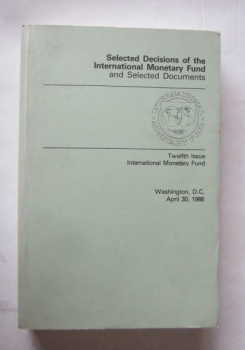 Selected Decisions of the
International Monetary Fund
and Selected Documents
Twelfth Issue
International Monetary Fund
Washington, D.C.
April 30, 1986